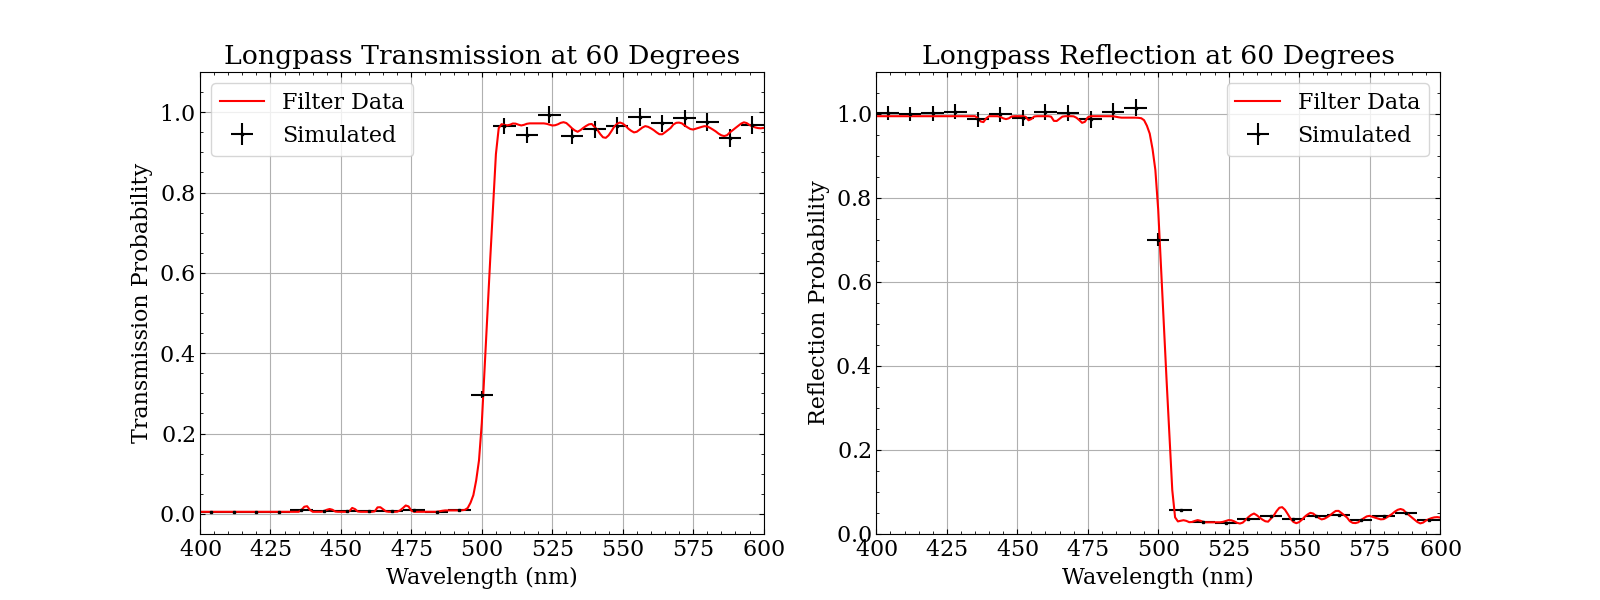 Longpass Transmission at 60 Degrees
Filter Data
Simulated
Transmission Probability
1.0
0.8
0.6
0.4
0.2
0.0
400 425 450 475 500 525 550 575 600
Wavelength (nm)
Longpass Reflection at 60 Degrees
Filter Data
Simulated
Reflection Probability
1.0
0.8
0.6
0.4
0.2
0.0
400 425 450 475 500 525 550 575 600
Wavelength (nm)